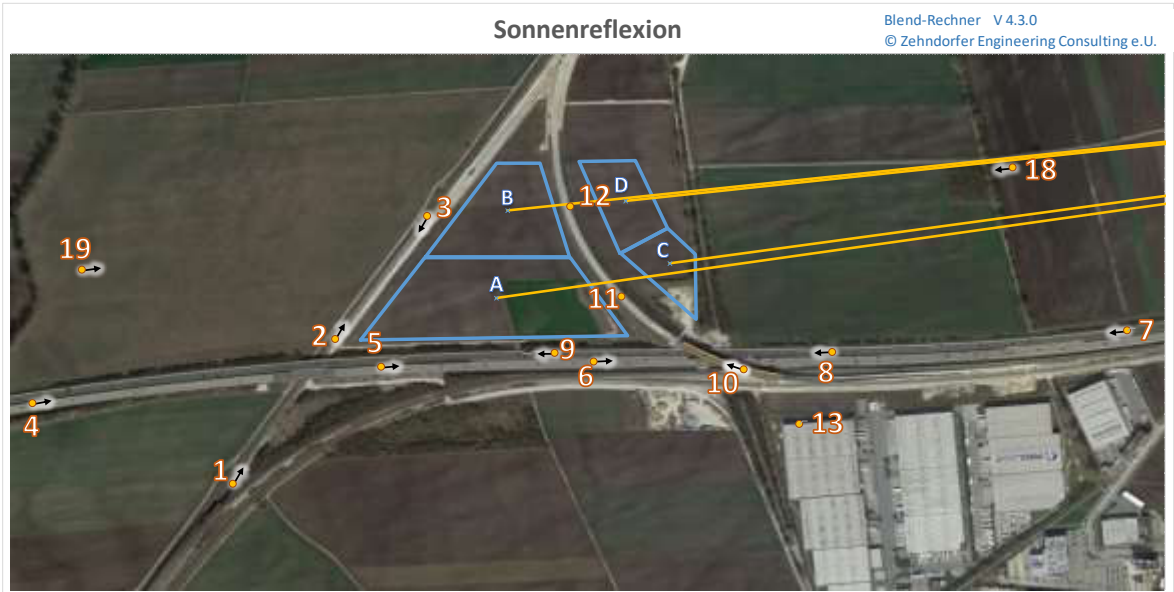 Sonnenreflexion
Blend-Rechner V 4.3.0
© Zehndorfer Engineering Consulting e.U.
18
B
D
12
3
19
C
A
11
2
5
9
6
7
8
10
4
13
1